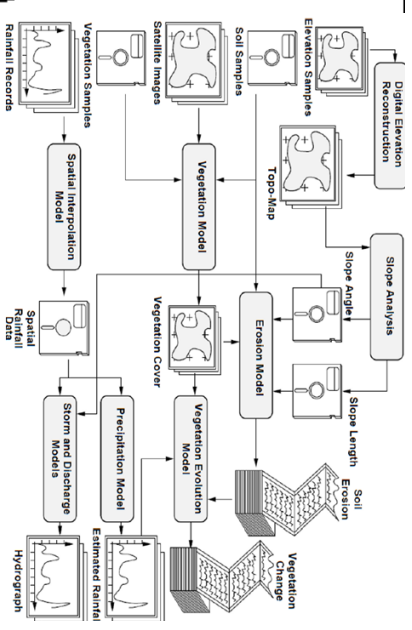 Digital Elevation
Reconstruction
Slope Analysis
Slope Length
Soil
Erosion
Slope Angle
Elevation Samples
Vegetation
Change
Topo-Map
Erosion Model
Soil Samples
Vegetation Model
Vegetation Evolution
Model
Satellite Images
Vegetation Cover
Precipitation Model
Estimated Rainfall
Vegetation Samples
Spatial Interpolation
Model
Storm and Discharge
Models
Spatial
Rainfall
Data
Rainfall Records
Hydrograph